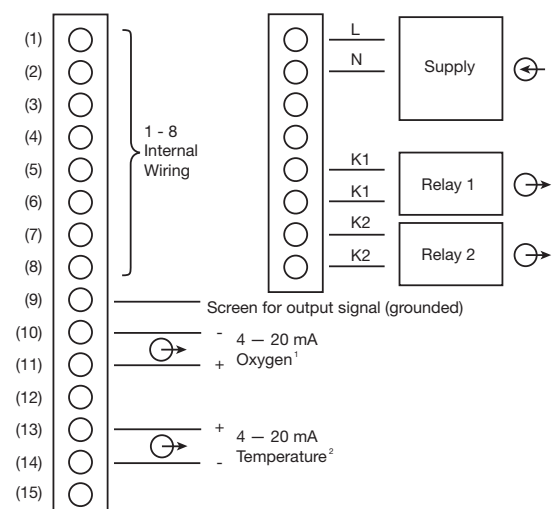 (1)
(2)
(3)
(4)
(5)
(6)
(7)
(8)
(9)
(10)
(11)
(12)
(13)
(14)
(15)
1 - 8
Internal
Wiring
L
N
Supply
K1
K1
Relay 1
K2
K2
Relay 2
Screen for output signal (grounded)
-
4 — 20 mA
Oxygen¹
+
+
4 — 20 mA
Temperature²
-